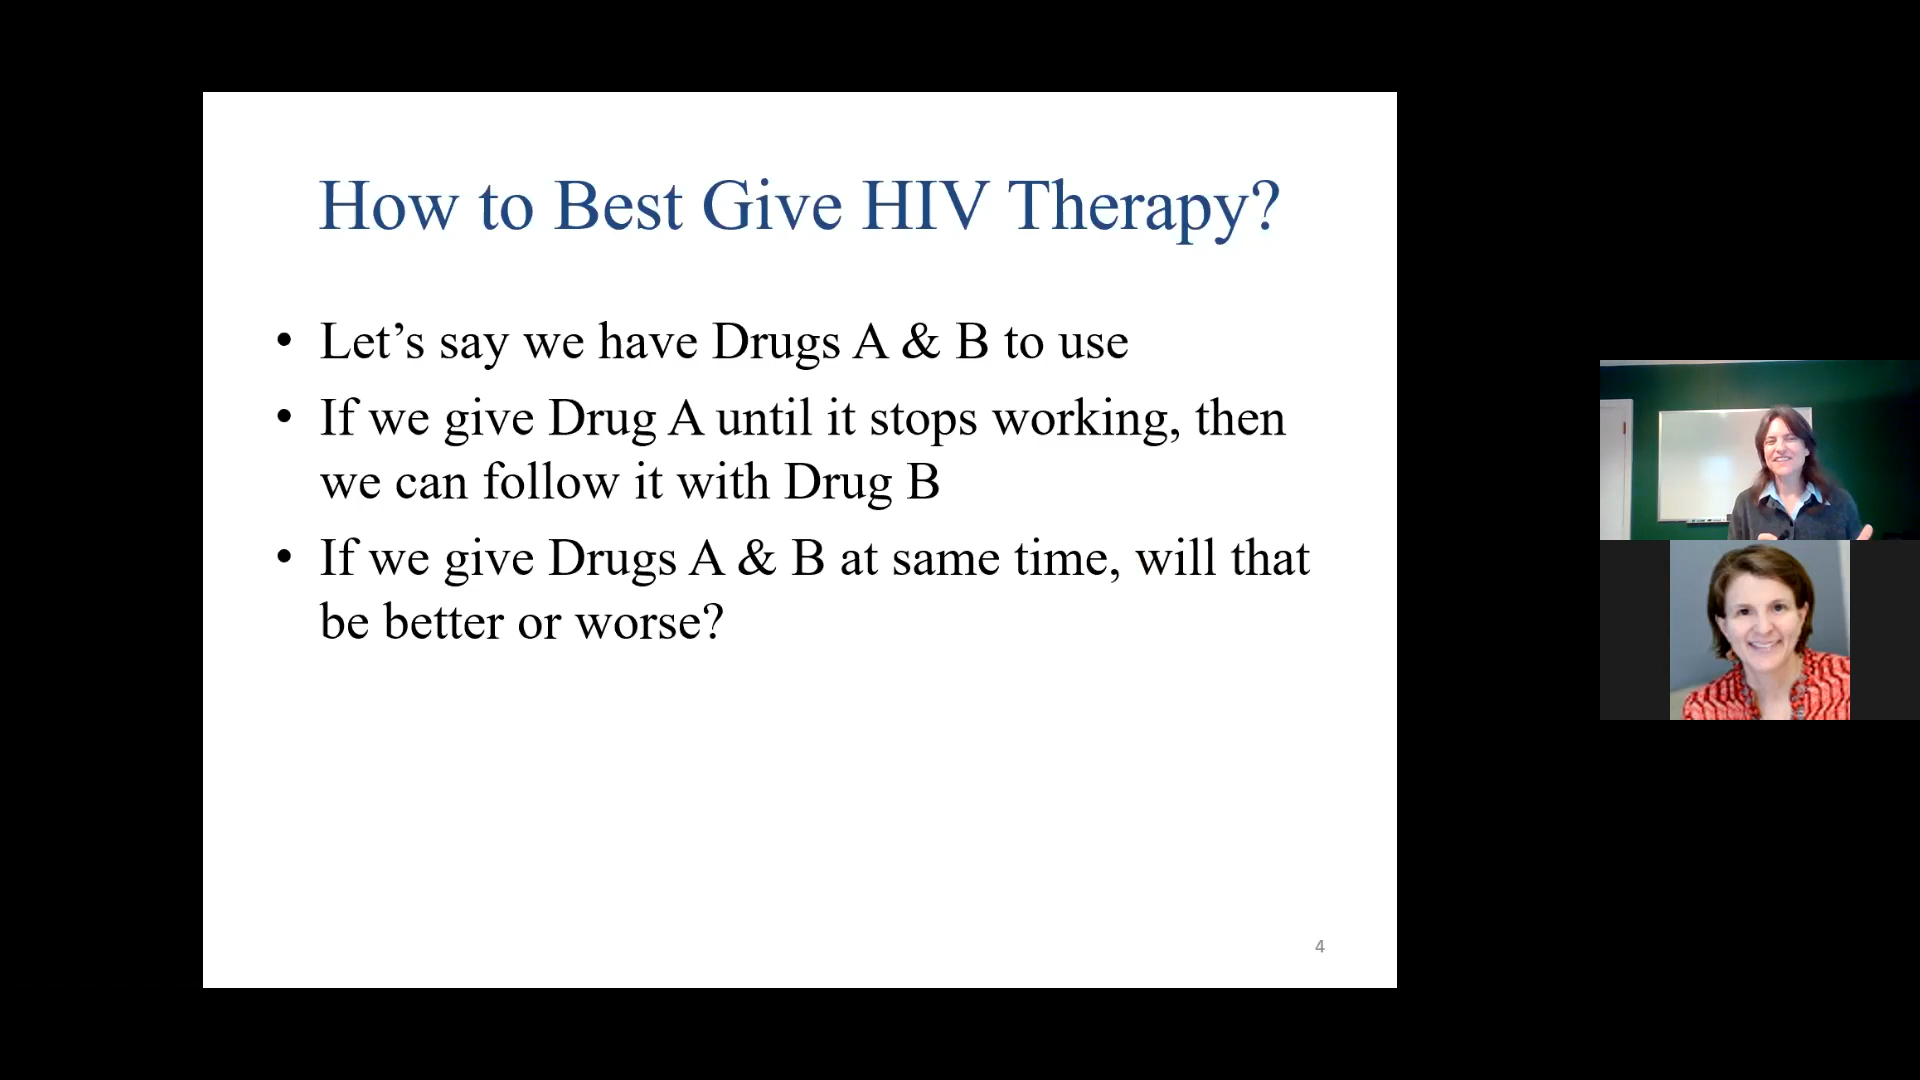 How to Best Give HIV Therapy?
• Let’s say we have Drugs A & B to use
• If we give Drug A until it stops working, then
we can follow it with Drug B
• If we give Drugs A & B at same time, will that
be better or worse?
4